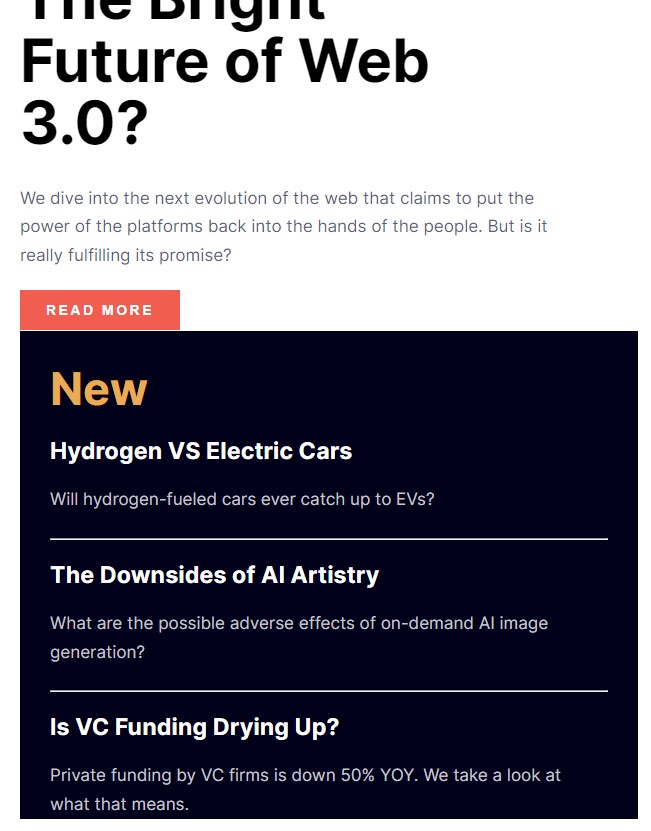 The Bright
Future of Web
3.0?
We dive into the next evolution of the web that claims to put the
power of the platforms back into the hands of the people. But is it
really fulfilling its promise?
READ MORE
New
Hydrogen VS Electric Cars
Will hydrogen-fueled cars ever catch up to EVs?
The Downsides of AI Artistry
What are the possible adverse effects of on-demand AI image
generation?
Is VC Funding Drying Up?
Private funding by VC firms is down 50% YOY. We take a look at
what that means.